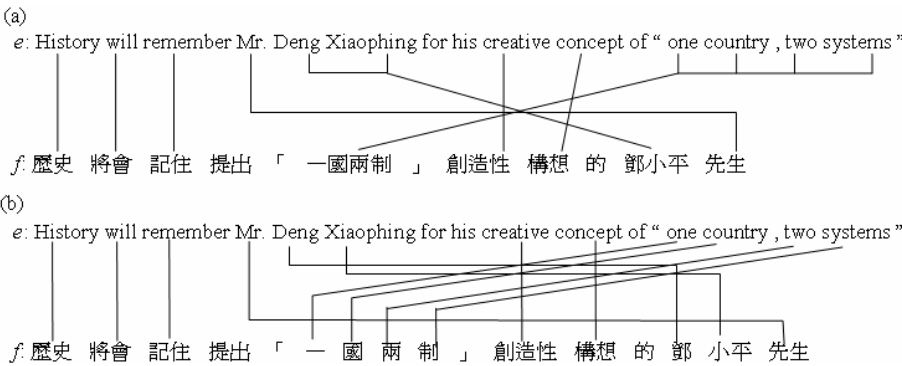 (a)
e: History will remember Mr. Deng Xiaophing for his creative concept of “ one country , two systems ”
f: 歷史 將會 記住 提出 「 一國兩制 」 創造性 構想 的 鄧小平 先生
(b)
e: History will remember Mr. Deng Xiaophing for his creative concept of “ one country , two systems ”
f: 歷史 將會 記住 提出 「 一 國 兩 制 」 創造性 構想 的 鄧 小平 先生